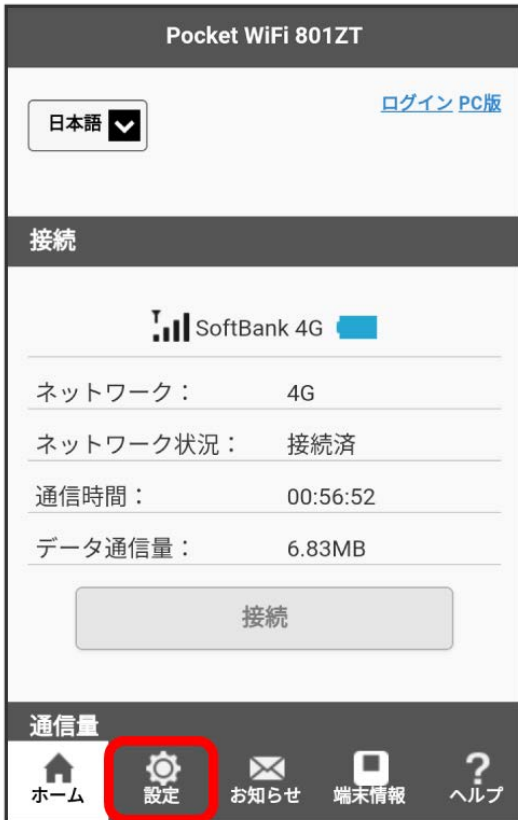 Pocket WiFi 801ZT
日本語 ログイン PC版
接続
SoftBank 4G
ネットワーク： 4G
ネットワーク状況： 接続済
通信時間： 00:56:52
データ通信量： 6.83MB
接続
通信量
ホーム 設定 お知らせ 端末情報 ヘルプ